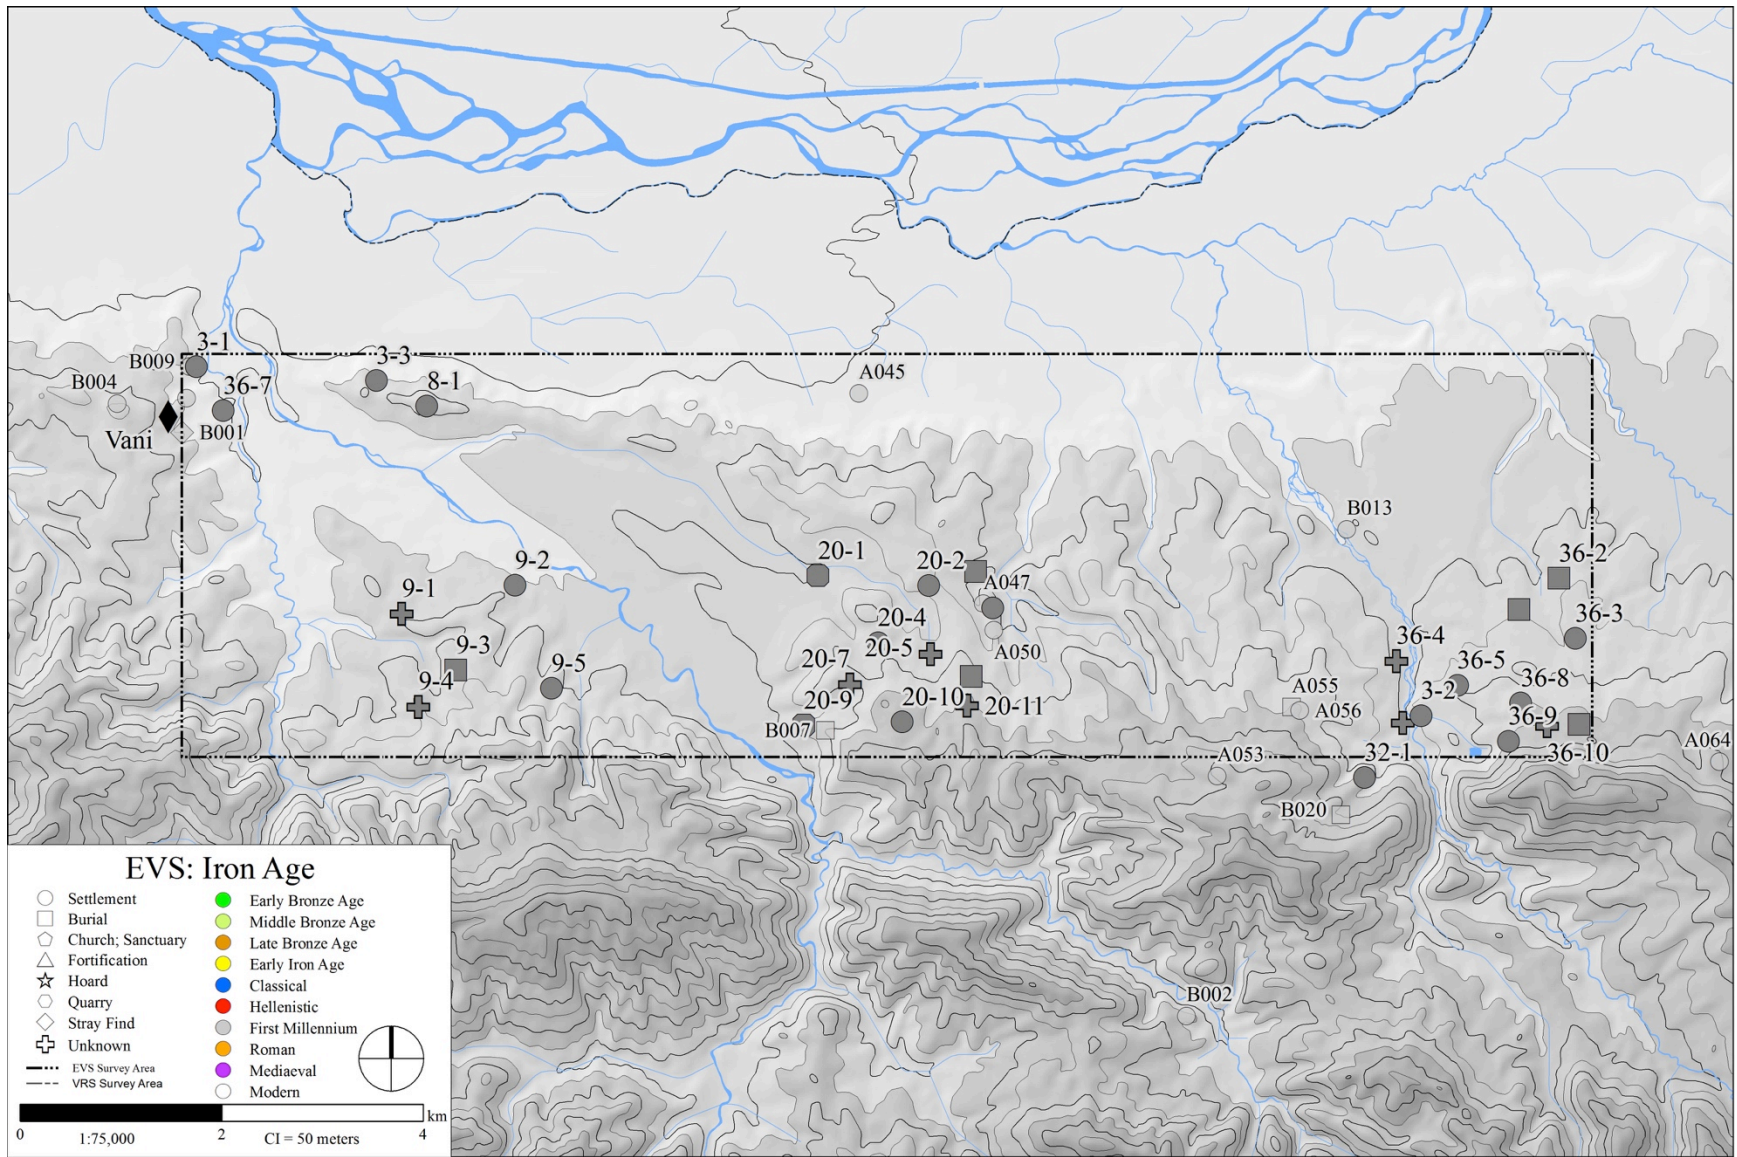 3-1
3-3
B009
A045
B004
36-7
8-1
B001
Vani
B013
20-1
9-2
20-2
36-2
A047
9-1
20-4
36-3
36-4
9-3
20-5
A050
20-7
9-5
36-5
9-4
36-8
20-9
20-10
A055
3-2
20-11
A056
36-9
B007
A053
32-1
36-10
A064
B020
B002
EVS: Iron Age
Settlement
Burial
Church; Sanctuary
Fortification
Hoard
Quarry
Stray Find
Unknown
EVS Survey Area
VRS Survey Area
Early Bronze Age
Middle Bronze Age
Late Bronze Age
Early Iron Age
Classical
Hellenistic
First Millennium
Roman
Mediaeval
Modern
km
0
1:75,000
2
CI = 50 meters
4